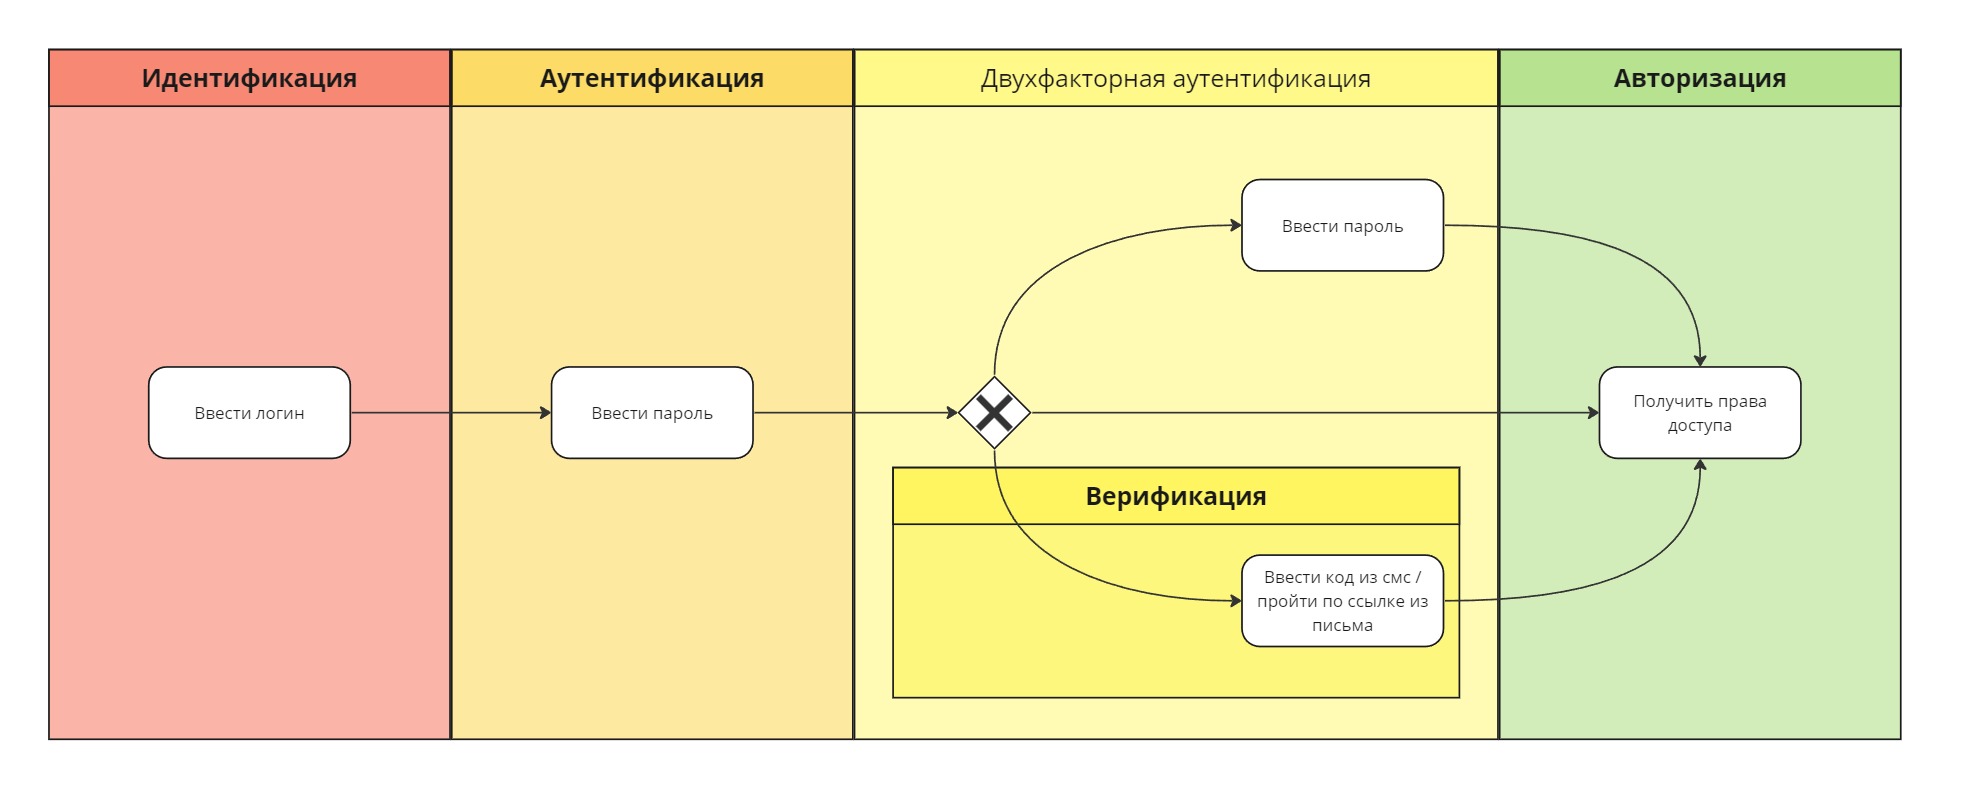 Идентификация
Аутентификация
Двухфакторная аутентификация
Авторизация
Ввести логин
Ввести пароль
Ввести пароль
Верификация
Ввести код из смс /
пройти по ссылке из
письма
Получить права
доступа